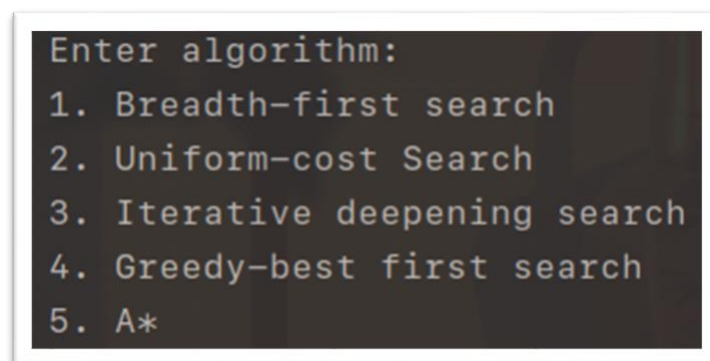 Enter algorithm:
1. Breadth-first search
2. Uniform-cost Search
3. Iterative deepening search
4. Greedy-best first search
5. A*